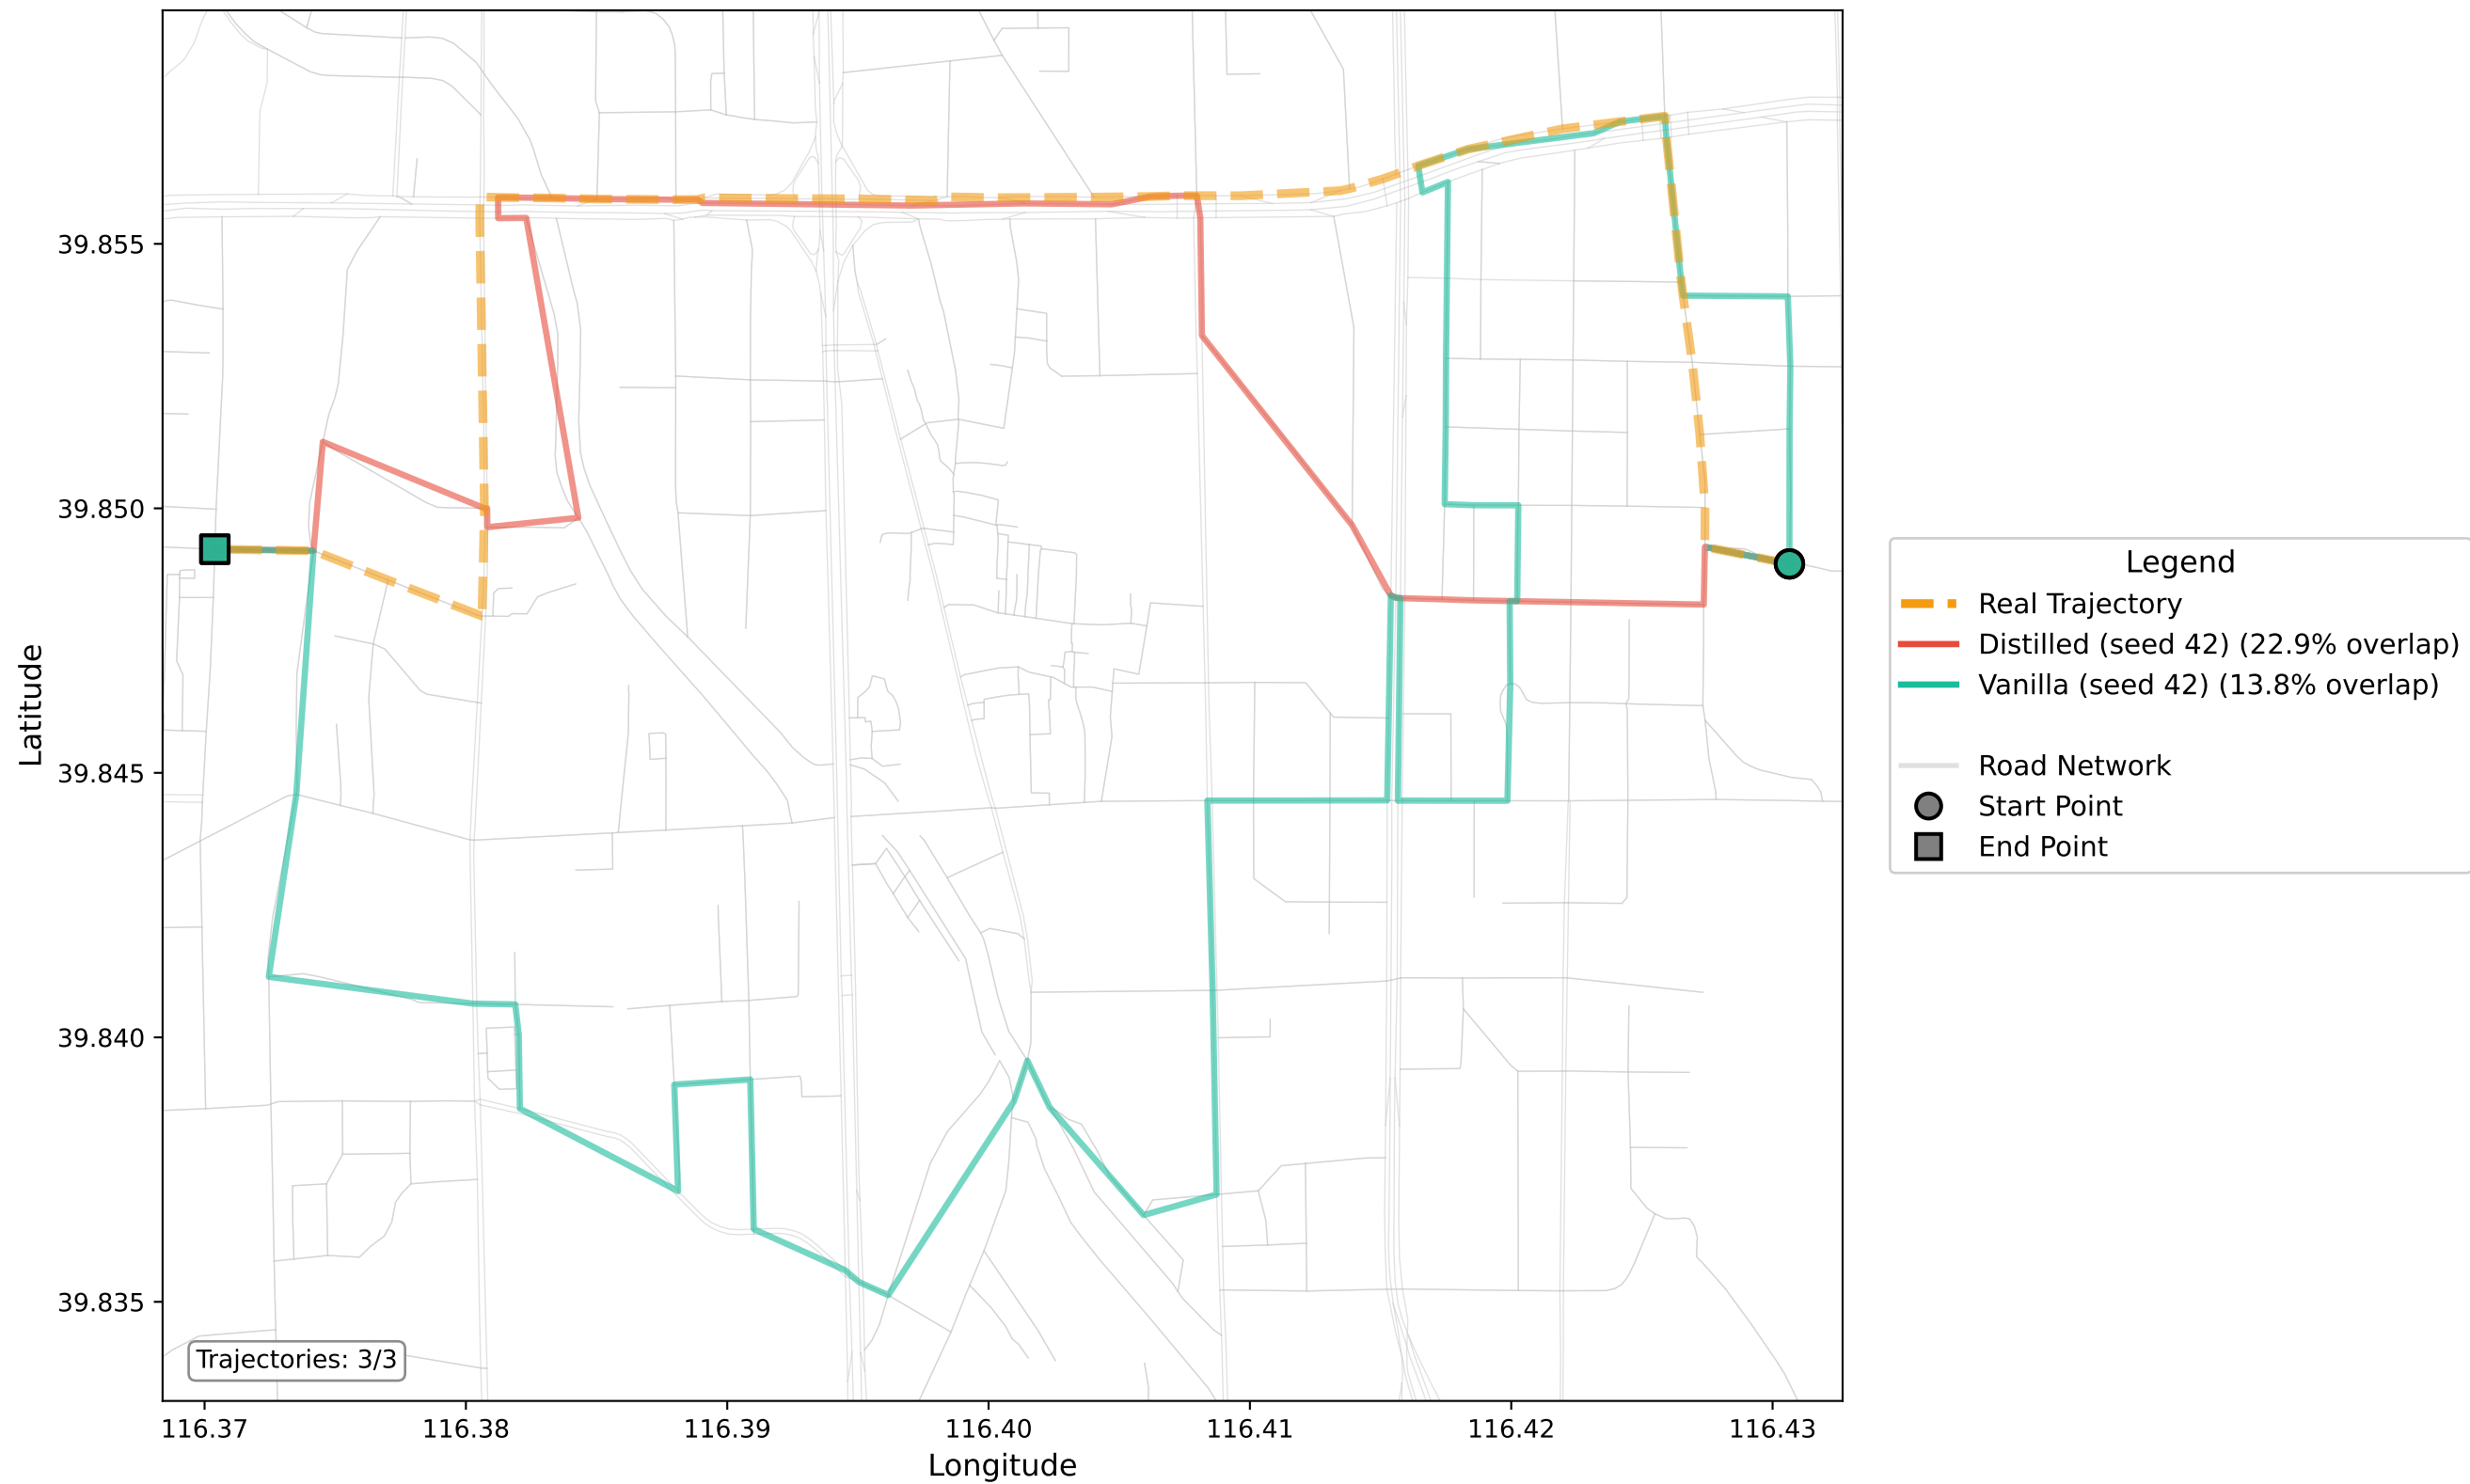 39.855
39.850
39.845
39.840
39.835
Latitude
116.37
116.38
116.39
116.40
116.41
116.42
116.43
Longitude
Trajectories: 3/3
Legend
Real Trajectory
Distilled (seed 42) (22.9% overlap)
Vanilla (seed 42) (13.8% overlap)
Road Network
Start Point
End Point